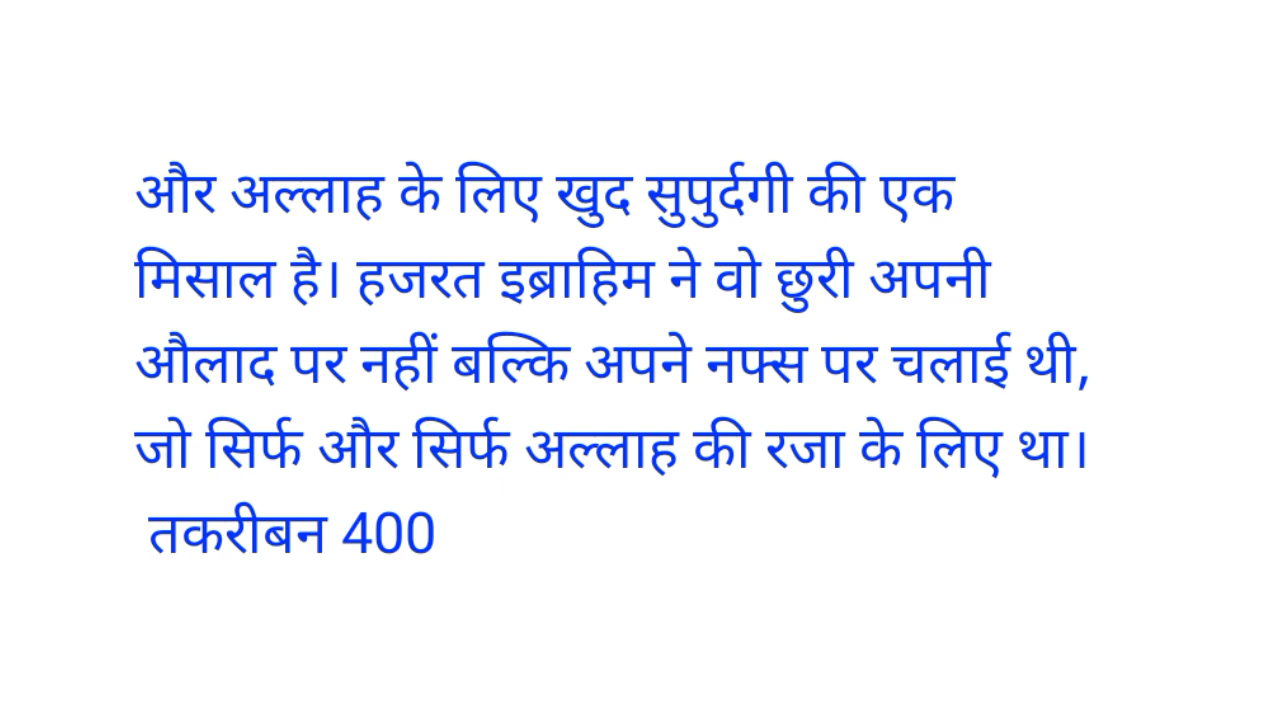 और अल्लाह के लिए खुद सुपुर्दगी की एक
मिसाल है। हजरत इब्राहिम ने वो छुरी अपनी
औलाद पर नहीं बल्कि अपने नफ्स पर चलाई थी,
जो सिर्फ और सिर्फ अल्लाह की रजा के लिए था।
तकरीबन 400